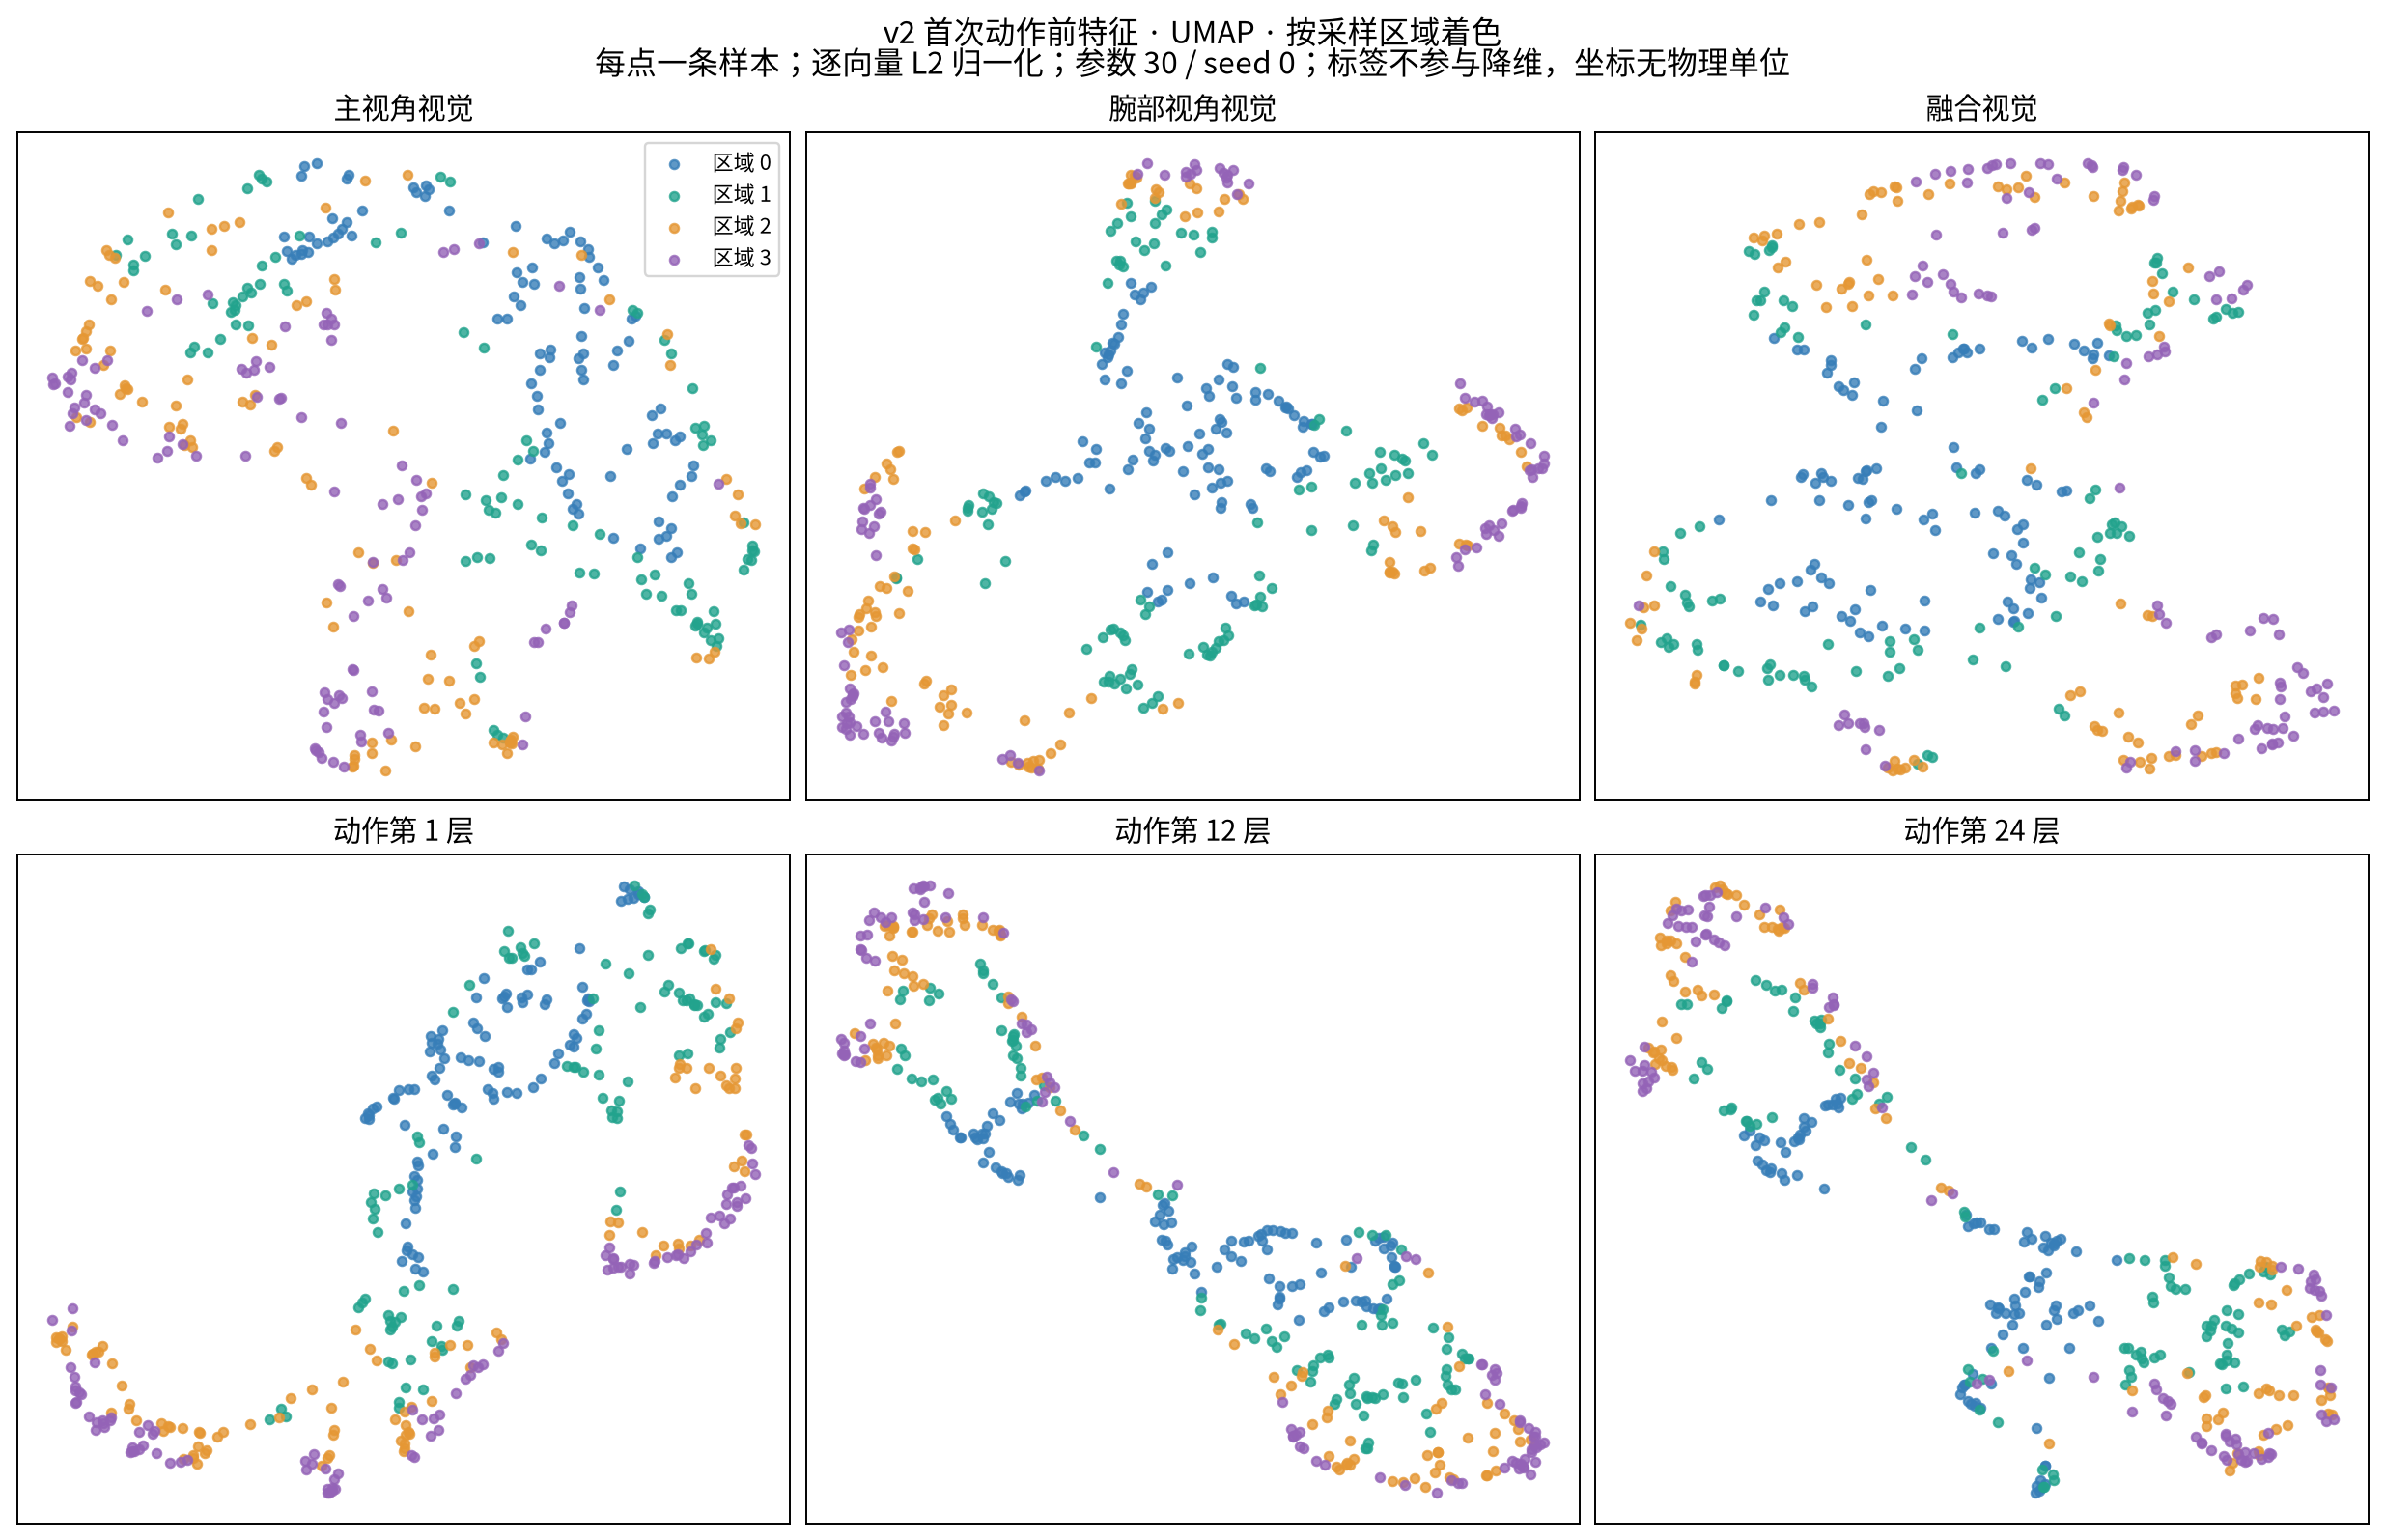 v2 首次动作前特征 · UMAP · 按采样区域着色
每点一条样本；逐向量 L2 归一化；参数 30 / seed 0；标签不参与降维，坐标无物理单位
主视角视觉
腕部视角视觉
融合视觉
区域 0
区域 1
区域 2
区域 3
动作第 1 层
动作第 12 层
动作第 24 层